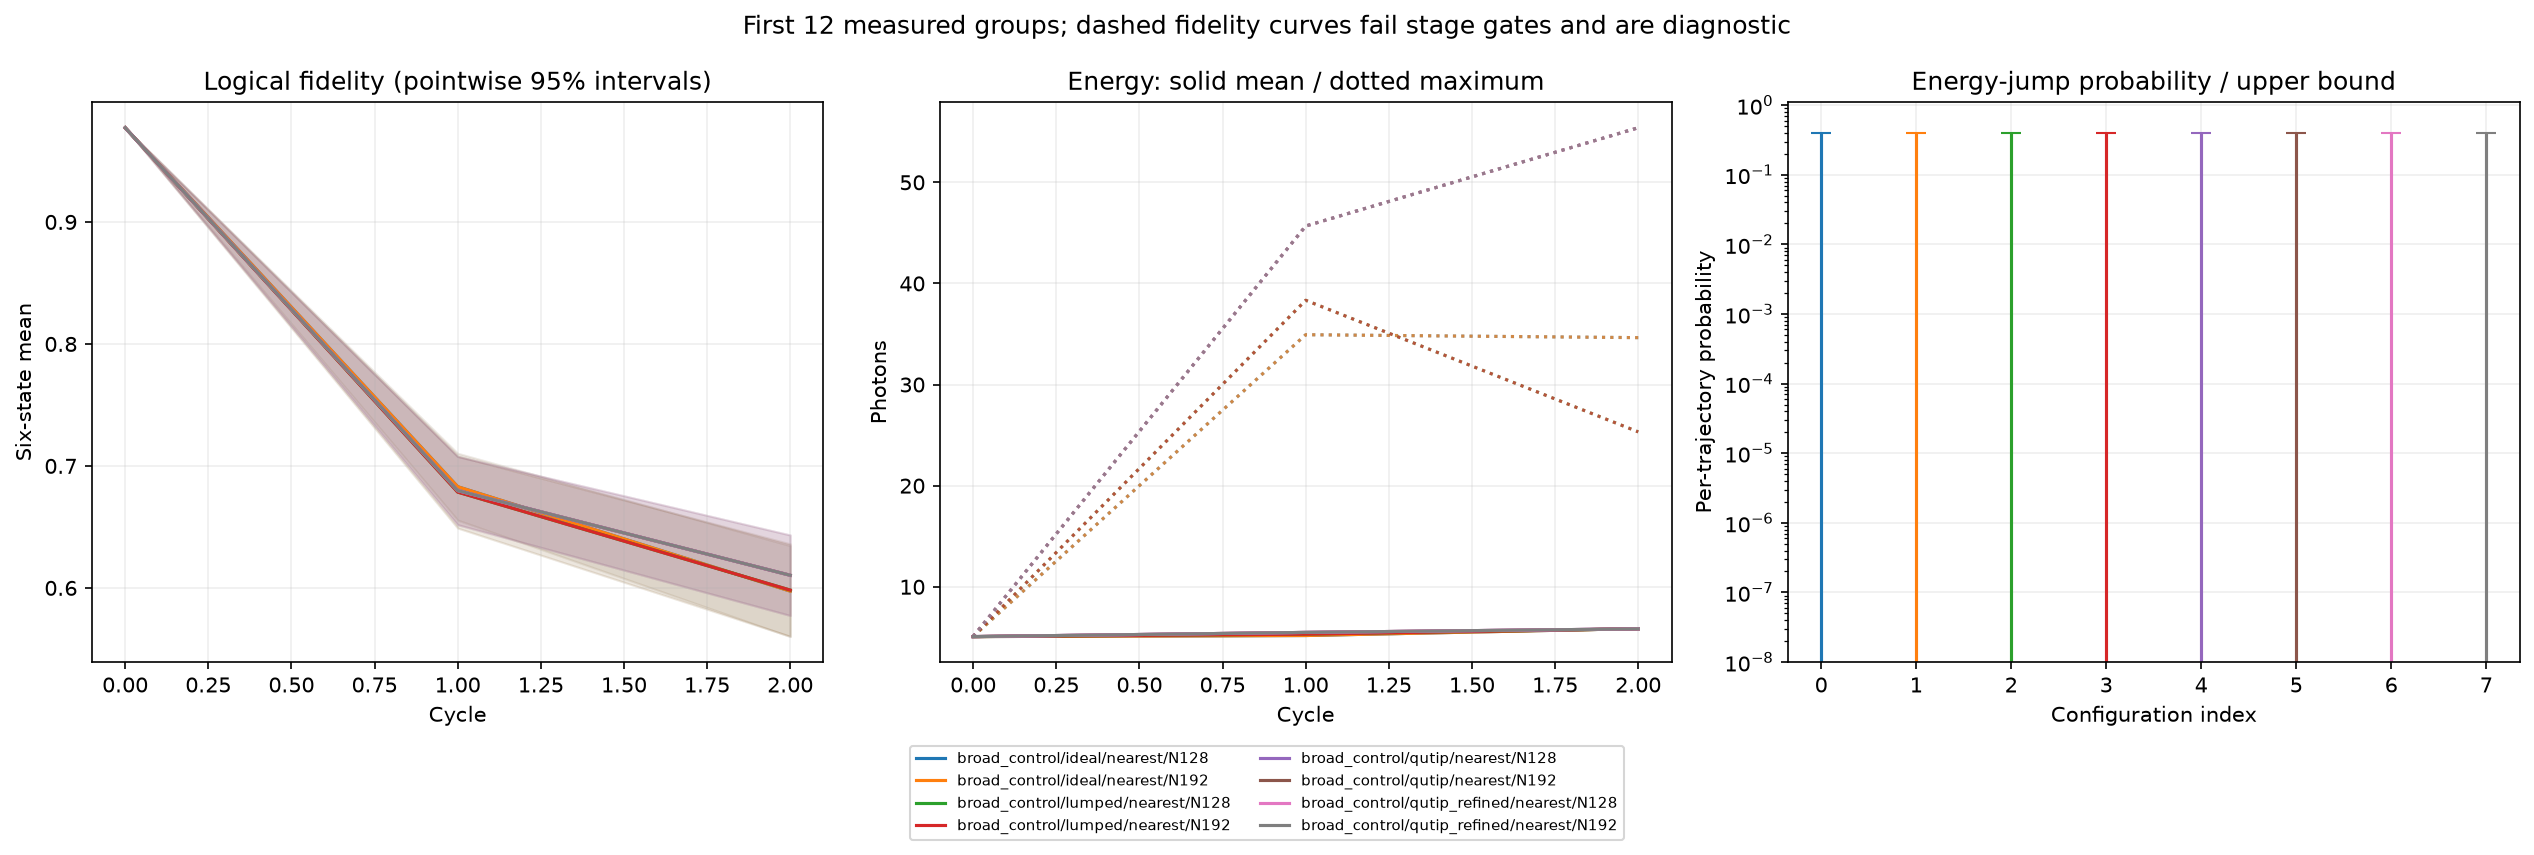 First 12 measured groups; dashed fidelity curves fail stage gates and are diagnostic
Logical fidelity (pointwise 95% intervals)
Six-state mean
0.9
0.8
0.7
0.6
0.00 0.25 0.50 0.75 1.00 1.25 1.50 1.75 2.00
Cycle
Energy: solid mean / dotted maximum
Photons
50
40
30
20
10
0.00 0.25 0.50 0.75 1.00 1.25 1.50 1.75 2.00
Cycle
Energy-jump probability / upper bound
Per-trajectory probability
10⁰
10⁻¹
10⁻²
10⁻³
10⁻⁴
10⁻⁵
10⁻⁶
10⁻⁷
10⁻⁸
0 1 2 3 4 5 6 7
Configuration index
broad_control/ideal/nearest/N128
broad_control/ideal/nearest/N192
broad_control/lumped/nearest/N128
broad_control/lumped/nearest/N192
broad_control/qutip/nearest/N128
broad_control/qutip/nearest/N192
broad_control/qutip_refined/nearest/N128
broad_control/qutip_refined/nearest/N192